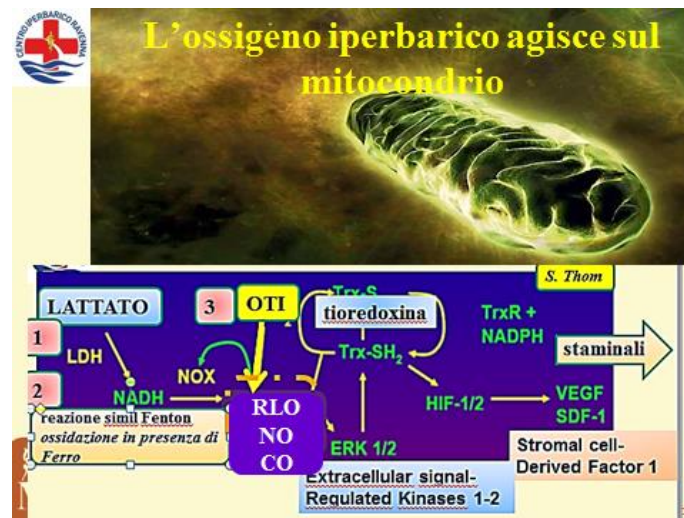 CENTRO IPERBARICO RAVENNA
L'ossigeno iperbarico agisce sul
mitocondrio
S. Thom
LATTATO
3
OTI
Trx-S
tioredoxina
TrxR +
NADPH
staminali
1
LDH
Trx-SH2
NOX
2
NADH
RLO
NO
CO
HIF-1/2
VEGF
SDF-1
reazione simil Fenton
ossidazione in presenza di
Ferro
ERK 1/2
Stromal cell-
Derived Factor 1
Extracellular signal-
Regulated Kinases 1-2